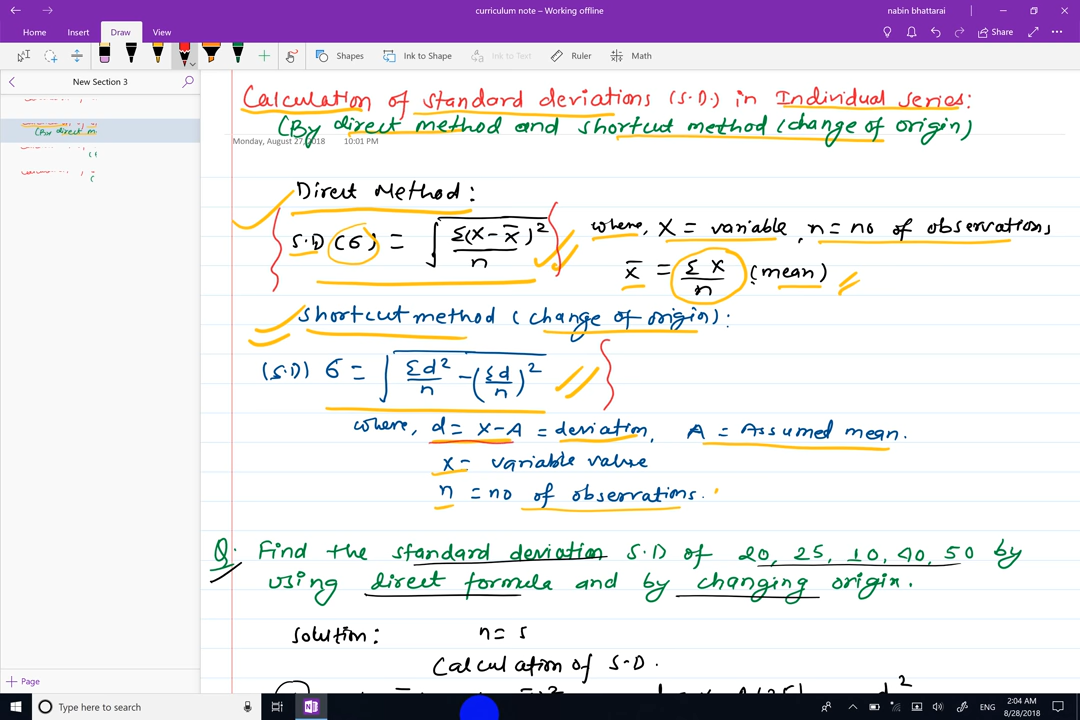 curriculum note – Working offline
nabin bhattarai
Home Insert Draw View
Share
Shapes Ink to Shape Ink to Text Ruler Math
New Section 3
Calculation of standard deviations (S.D.) in Individual series:
(By direct method and shortcut method (change of origin)
Monday, August 27, 2018 10:01 PM
Direct Method:
S.D (σ) = √Σ(X-X̄)²/n where, X = variable, n = no of observations,
X̄ = ΣX/n (mean)
Shortcut method (change of origin):
(S.D) σ = √Σd²/n - (Σd/n)²
where, d = X-A = deviation, A = Assumed mean.
X = variable value
n = no of observations.
Q. Find the standard deviation S.D of 20, 25, 10, 40, 50 by
using direct formula and by changing origin.
Solution: n = 5
Calculation of S.D.
d²
+ Page
Type here to search
ENG
2:04 AM
8/28/2018